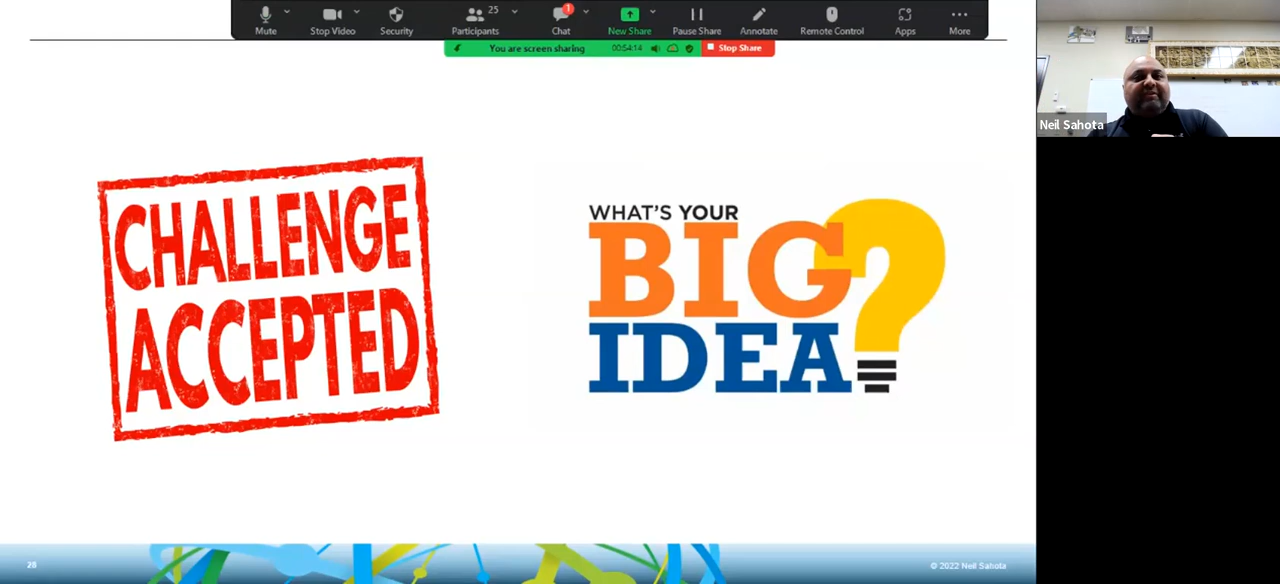 25
1
Mute
Stop Video
Security
Participants
Chat
New Share
Pause Share
Annotate
Remote Control
Apps
More
You are screen sharing
00:54:14
Stop Share
Neil Sahota
CHALLENGE
ACCEPTED
WHAT'S YOUR
BIG
IDEA?
28
© 2022 Neil Sahota